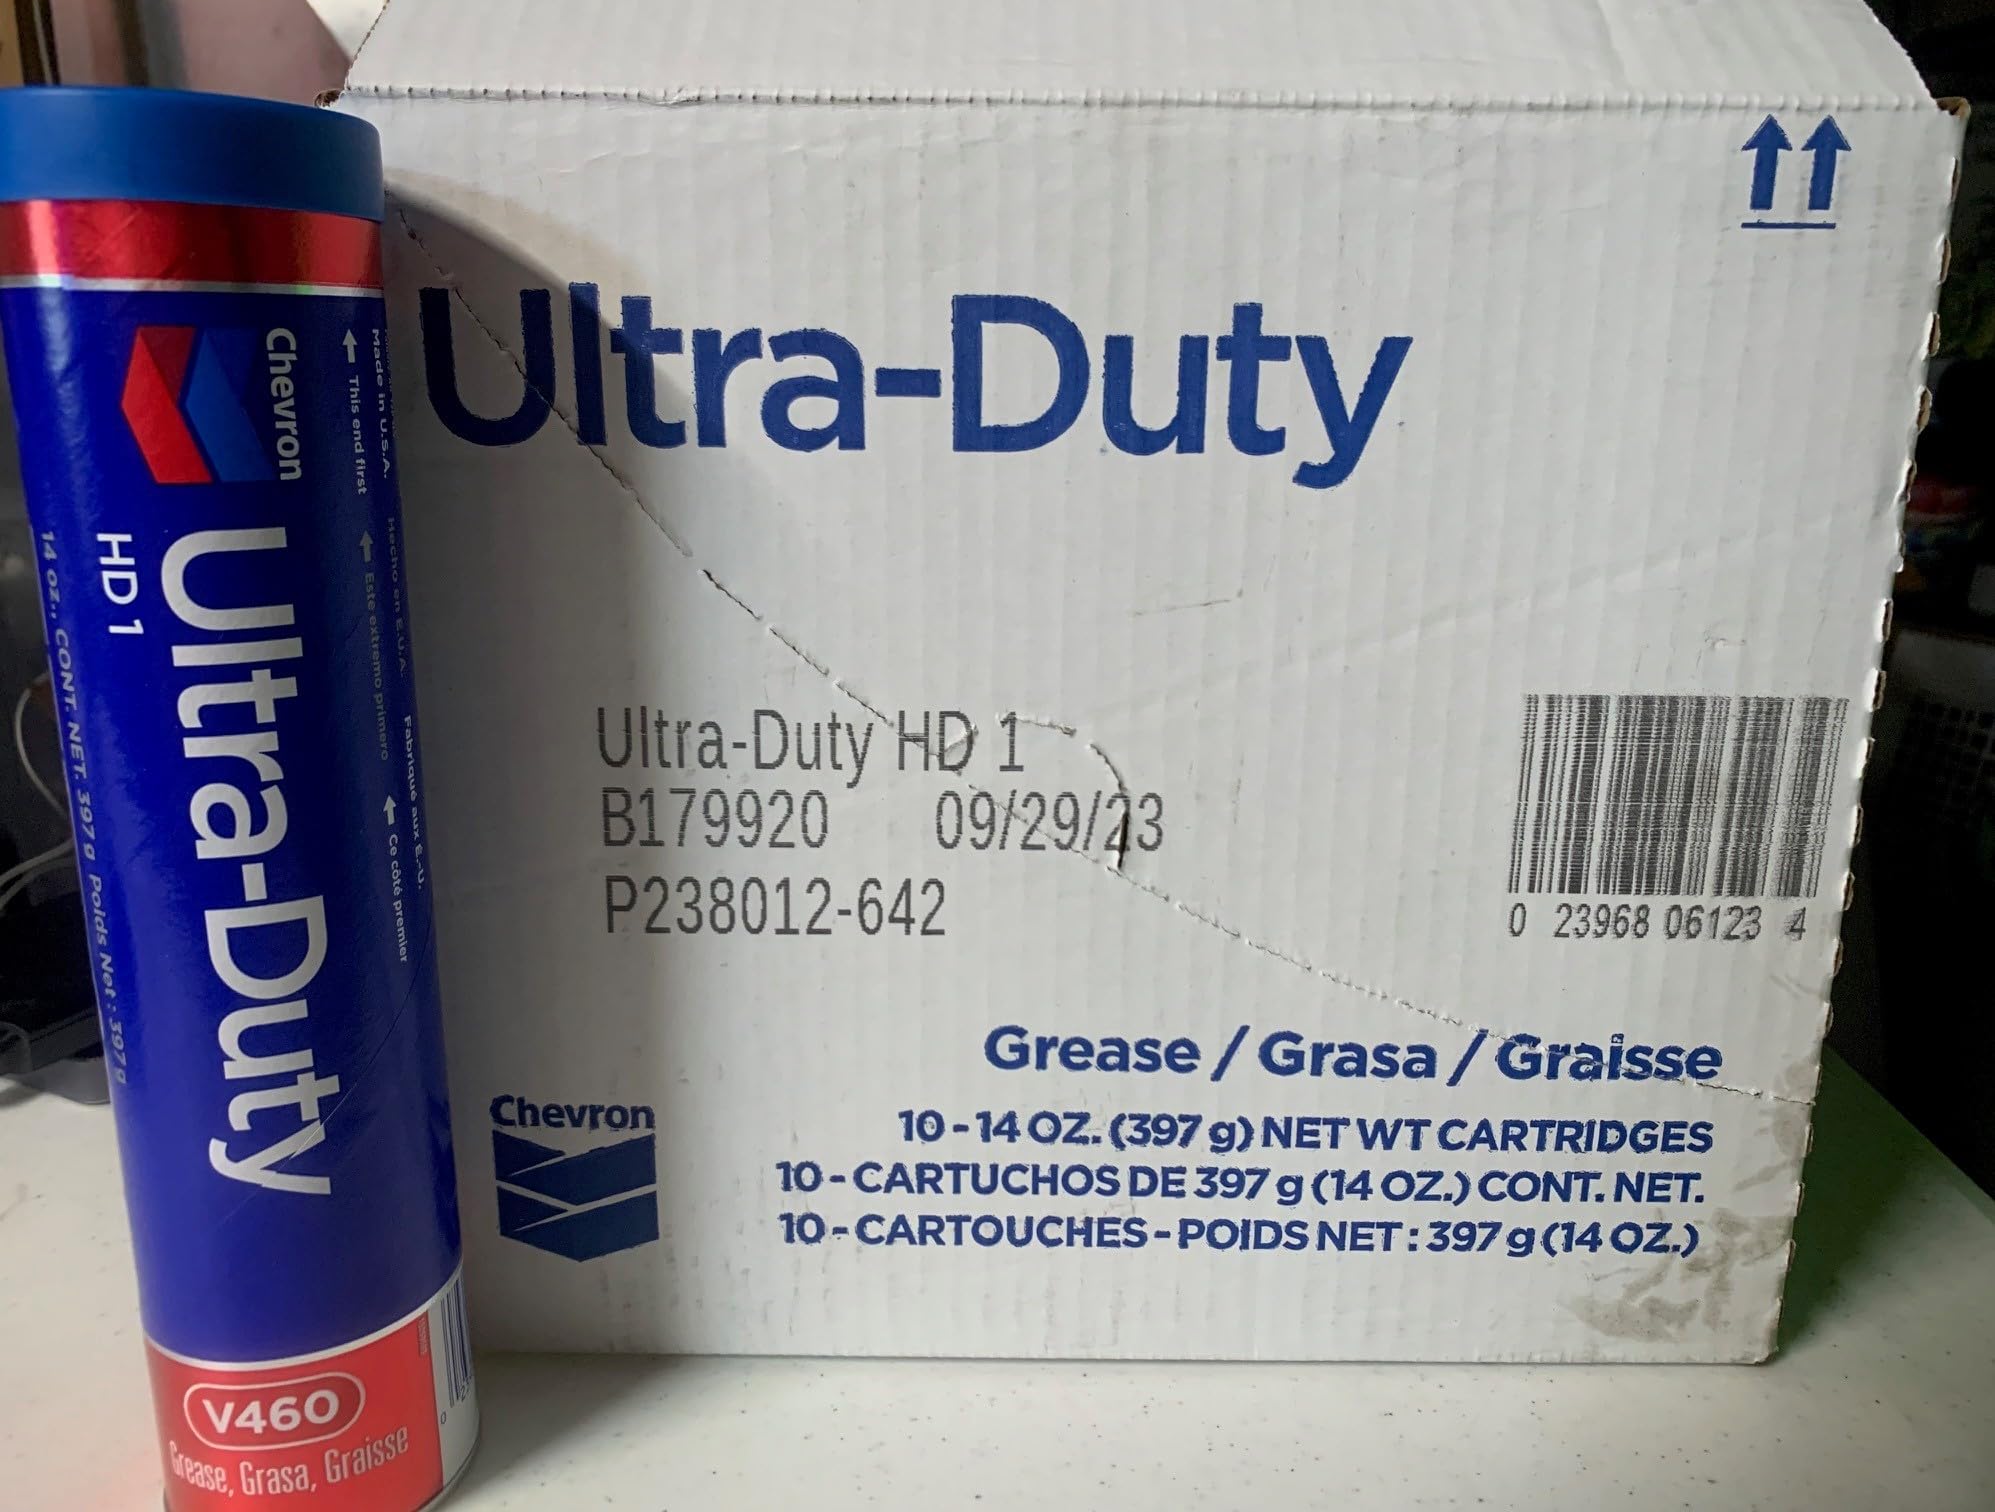 Chevron
Ultra-Duty
HD 1
14 oz., CONT. NET. 397 g Poids Net : 397 g
This end first
Este extremo primero
Ce côté premier
Made in U.S.A.
Hecho en E.U.A.
Fabriqué aux É.-U.
V460
Grease, Grasa, Graisse
Ultra-Duty
Ultra-Duty HD 1
B179920 09/29/23
P238012-642
0 23968 06123 4
Grease / Grasa / Graisse
Chevron
10 - 14 OZ. (397 g) NET WT CARTRIDGES
10 - CARTUCHOS DE 397 g (14 OZ.) CONT. NET.
10 - CARTOUCHES - POIDS NET : 397 g (14 OZ.)